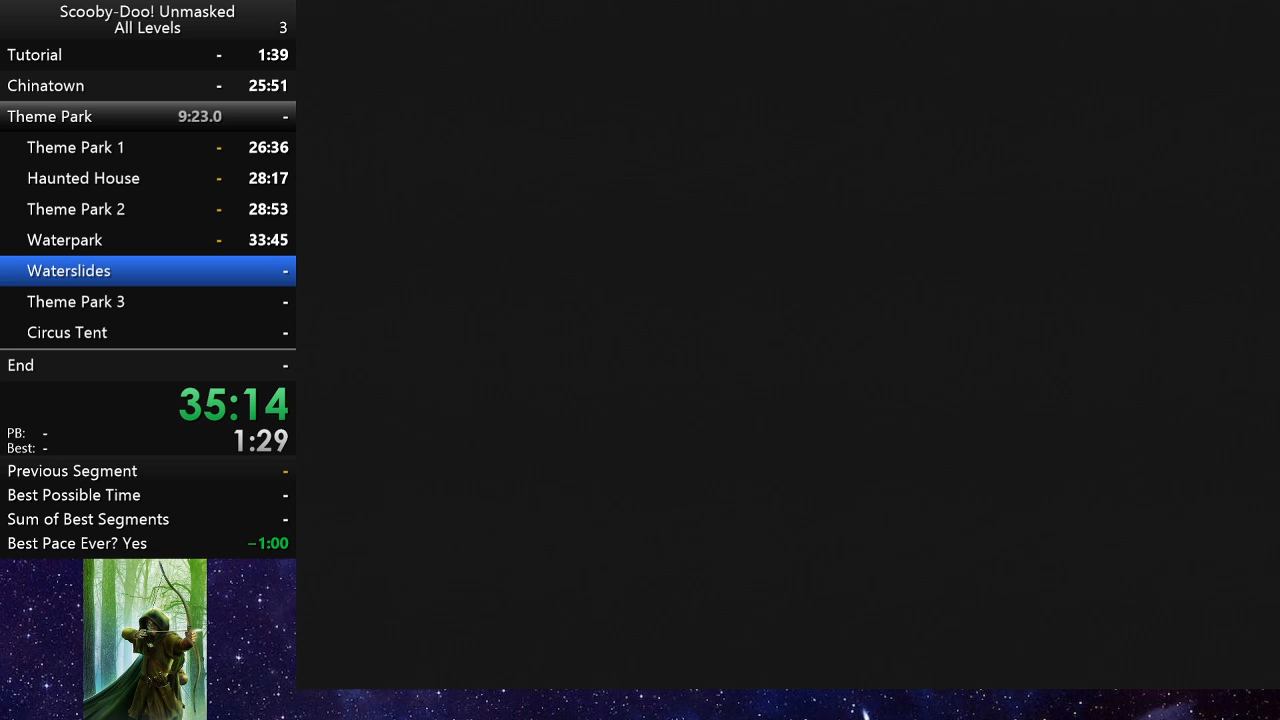 Scooby-Doo! Unmasked
All Levels 3
Tutorial - 1:39
Chinatown - 25:51
Theme Park 9:23.0 -
Theme Park 1 - 26:36
Haunted House - 28:17
Theme Park 2 - 28:53
Waterpark - 33:45
Waterslides -
Theme Park 3 -
Circus Tent -
End -
35:14
PB: -
Best: - 1:29
Previous Segment -
Best Possible Time -
Sum of Best Segments -
Best Pace Ever? Yes −1:00